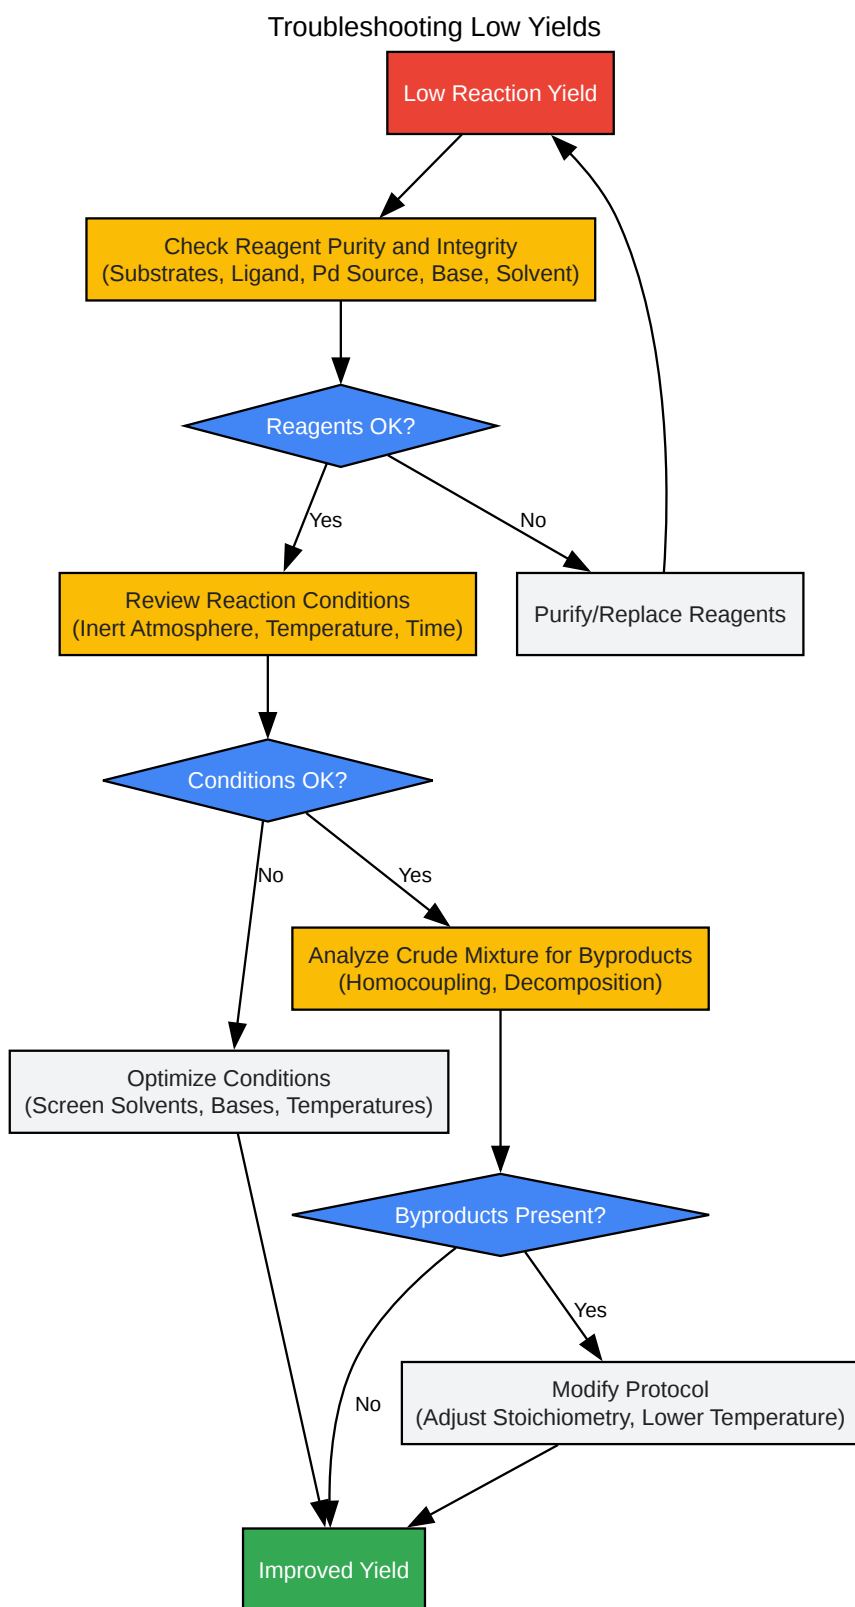 Troubleshooting Low Yields
Low Reaction Yield
Check Reagent Purity and Integrity
(Substrates, Ligand, Pd Source, Base, Solvent)
Reagents OK?
Yes
No
Review Reaction Conditions
(Inert Atmosphere, Temperature, Time)
Purify/Replace Reagents
Conditions OK?
No
Yes
Analyze Crude Mixture for Byproducts
(Homocoupling, Decomposition)
Optimize Conditions
(Screen Solvents, Bases, Temperatures)
Byproducts Present?
Yes
No
Modify Protocol
(Adjust Stoichiometry, Lower Temperature)
Improved Yield